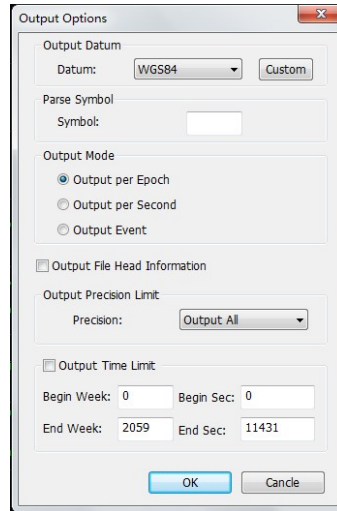 Output Options
Output Datum
Datum: WGS84 Custom
Parse Symbol
Symbol:
Output Mode
Output per Epoch
Output per Second
Output Event
Output File Head Information
Output Precision Limit
Precision: Output All
Output Time Limit
Begin Week: 0 Begin Sec: 0
End Week: 2059 End Sec: 11431
OK Cancle